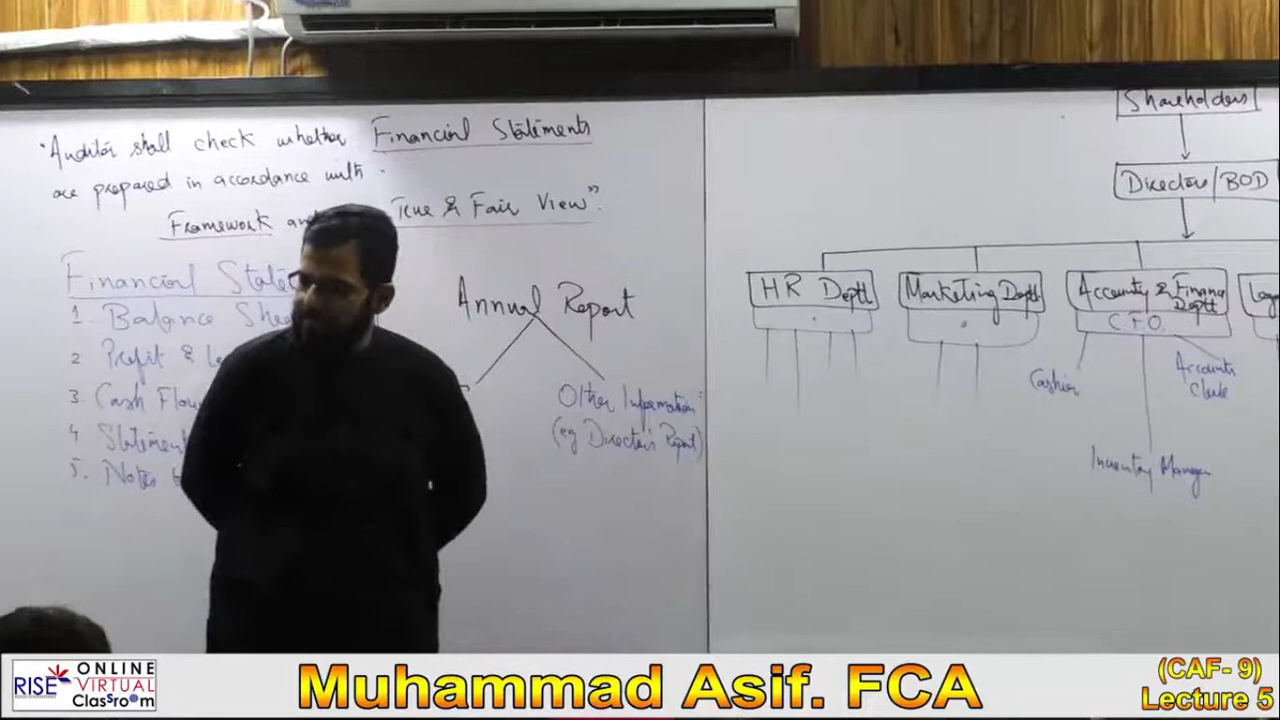 "Auditor shall check whether Financial Statements
are prepared in accordance with
Framework and True & Fair View".
Financial
1. Balance
2 Profit &
3. Cash Flow
4 Statement
5. Notes
Annual Report
Other Information
(eg Director's Report)
Shareholders
Directors/BOD
HR Deptt
Marketing Deptt
Accounts & Finance
Deptt
C.F.O.
Cashier
Accounts
Clerk
Inventory Manager
RISE ONLINE
VIRTUAL
Classroom
Muhammad Asif. FCA
(CAF- 9)
Lecture 5